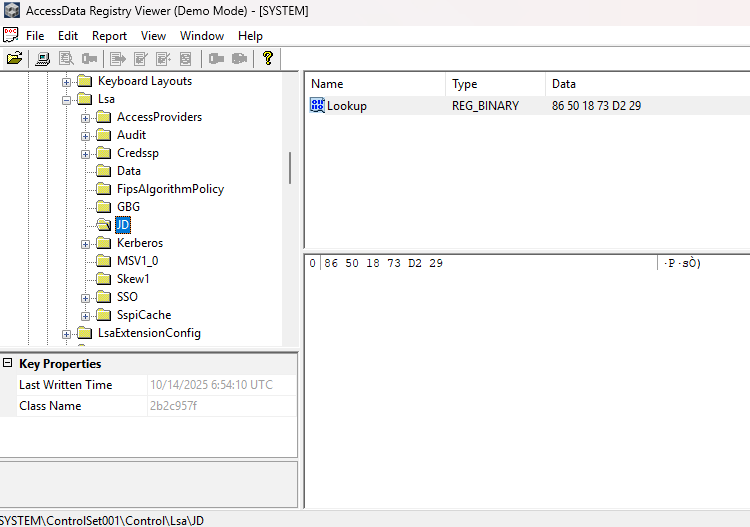 AccessData Registry Viewer (Demo Mode) - [SYSTEM]
File Edit Report View Window Help
Keyboard Layouts
Lsa
AccessProviders
Audit
Credssp
Data
FipsAlgorithmPolicy
GBG
JD
Kerberos
MSV1_0
Skew1
SSO
SspiCache
LsaExtensionConfig
Name Type Data
Lookup REG_BINARY 86 50 18 73 D2 29
0 86 50 18 73 D2 29 ·P·sÒ)
Key Properties
Last Written Time 10/14/2025 6:54:10 UTC
Class Name 2b2c957f
SYSTEM\ControlSet001\Control\Lsa\JD